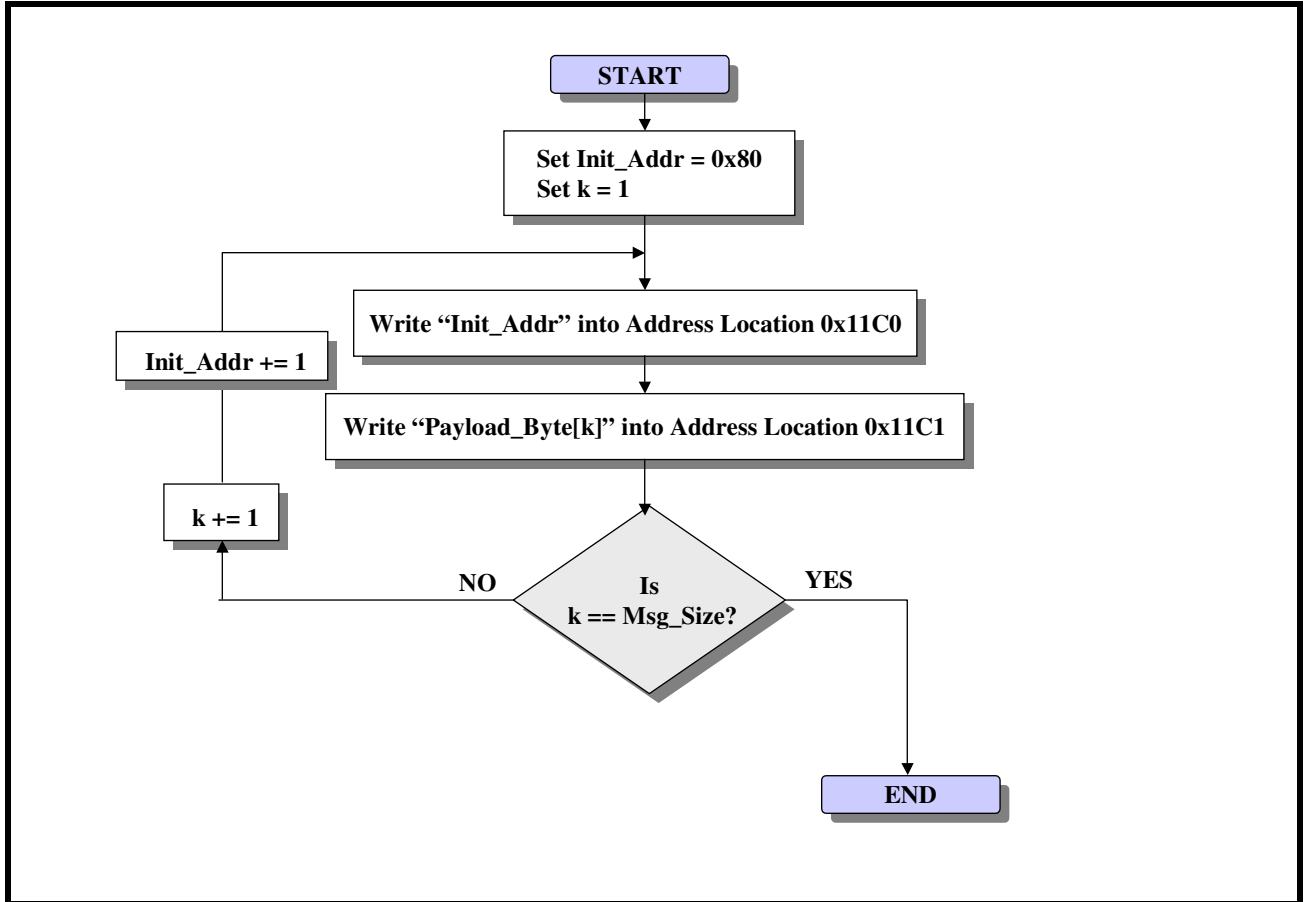 START
Set Init_Addr = 0x80
Set k = 1
Write “Init_Addr” into Address Location 0x11C0
Init_Addr += 1
Write “Payload_Byte[k]” into Address Location 0x11C1
k += 1
NO
Is
k == Msg_Size?
YES
END